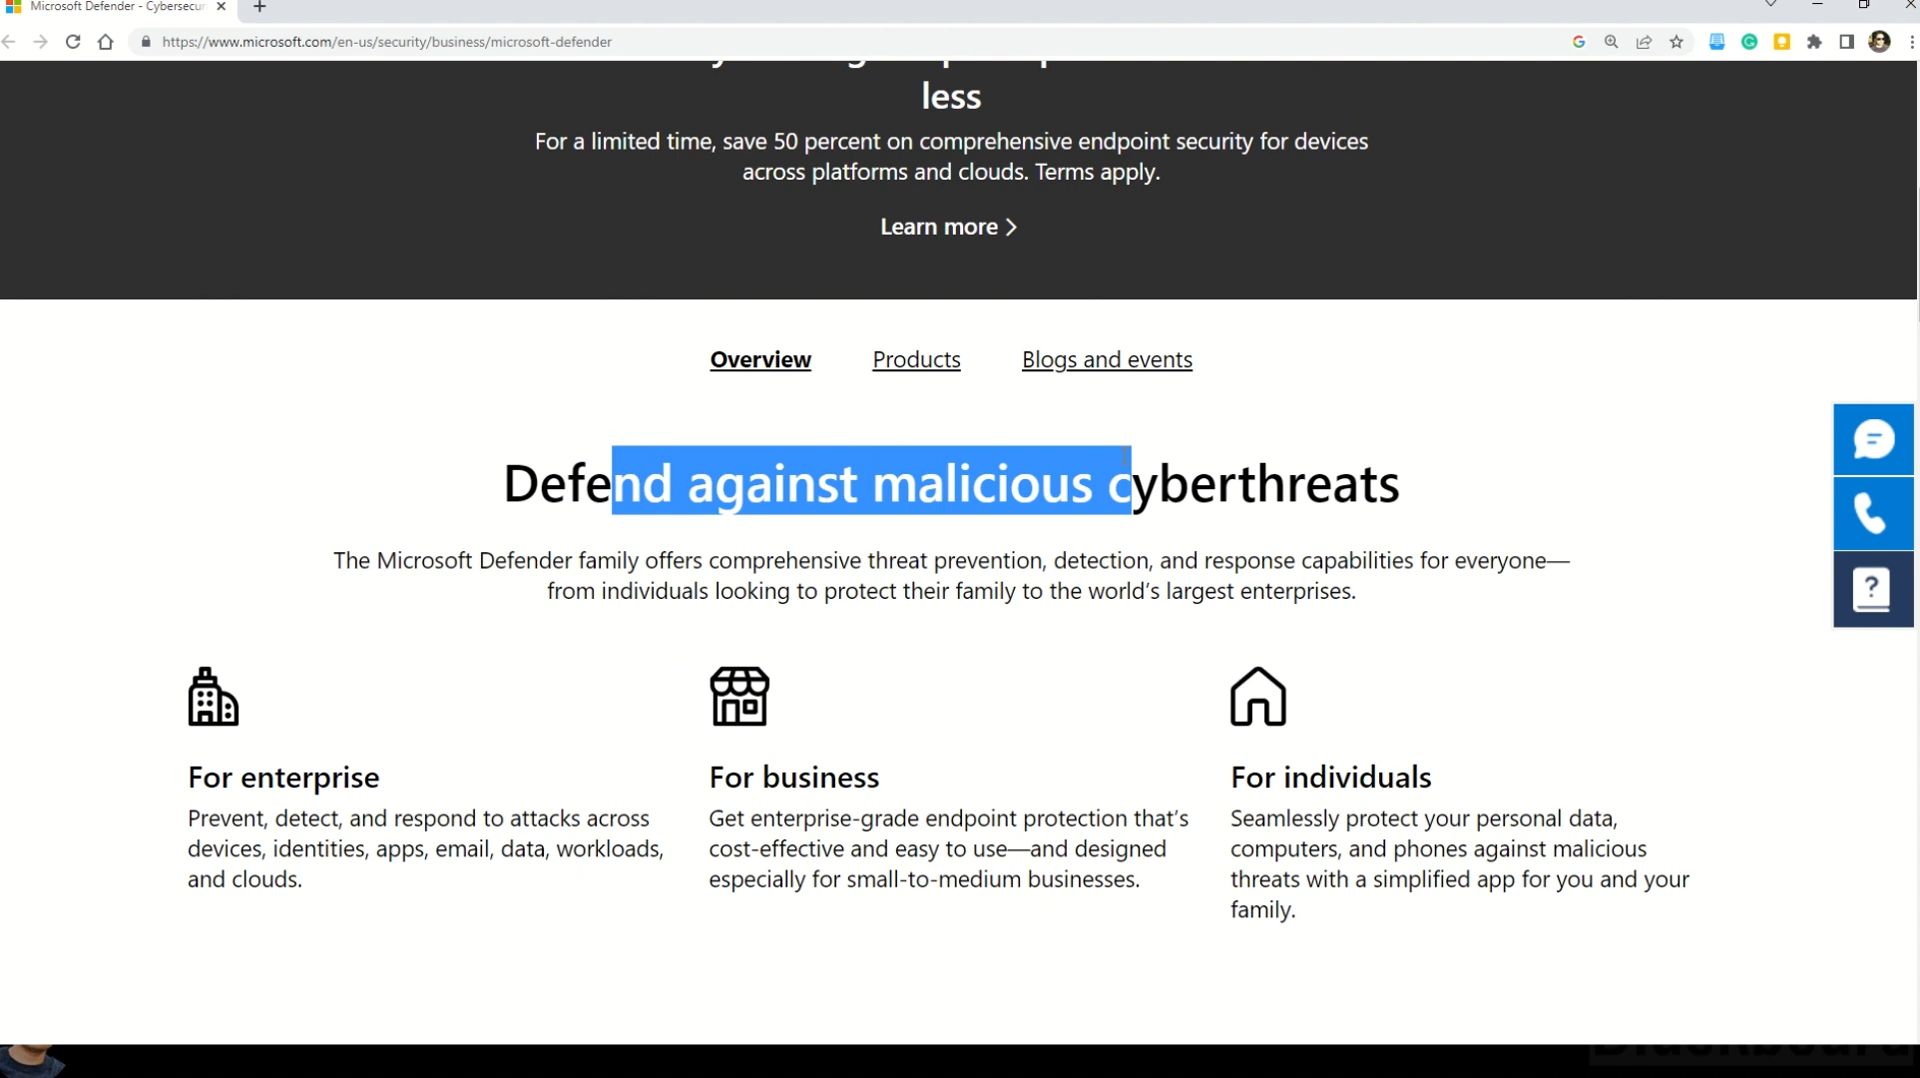 Microsoft Defender - Cybersecur
https://www.microsoft.com/en-us/security/business/microsoft-defender
less
For a limited time, save 50 percent on comprehensive endpoint security for devices
across platforms and clouds. Terms apply.
Learn more
Overview Products Blogs and events
Defend against malicious cyberthreats
The Microsoft Defender family offers comprehensive threat prevention, detection, and response capabilities for everyone—
from individuals looking to protect their family to the world’s largest enterprises.
For enterprise
Prevent, detect, and respond to attacks across
devices, identities, apps, email, data, workloads,
and clouds.
For business
Get enterprise-grade endpoint protection that’s
cost-effective and easy to use—and designed
especially for small-to-medium businesses.
For individuals
Seamlessly protect your personal data,
computers, and phones against malicious
threats with a simplified app for you and your
family.